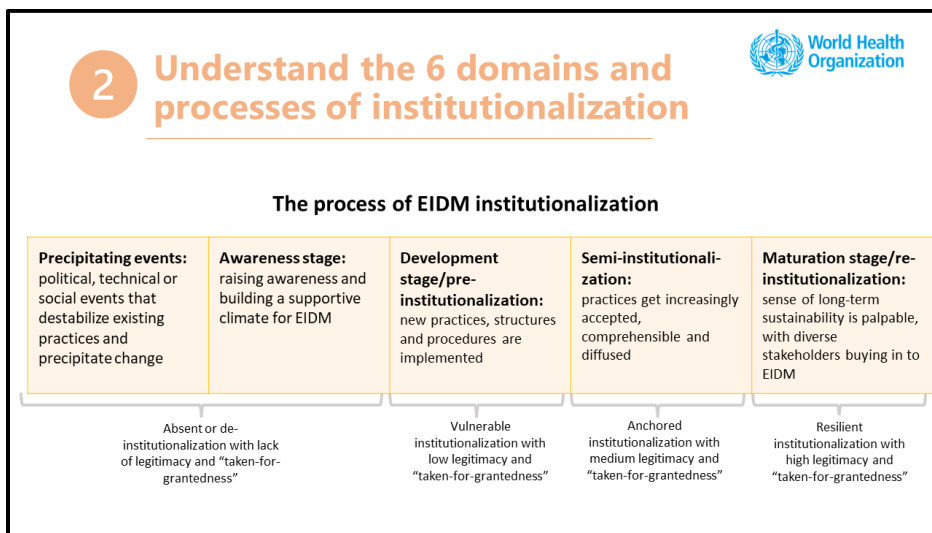 2
Understand the 6 domains and
processes of institutionalization
World Health
Organization
The process of EIDM institutionalization
Precipitating events:
political, technical or
social events that
destabilize existing
practices and
precipitate change
Awareness stage:
raising awareness and
building a supportive
climate for EIDM
Development
stage/pre-
institutionalization:
new practices, structures
and procedures are
implemented
Semi-institutionali-
zation:
practices get increasingly
accepted,
comprehensible and
diffused
Maturation stage/re-
institutionalization:
sense of long-term
sustainability is palpable,
with diverse
stakeholders buying in to
EIDM
Absent or de-
institutionalization with lack
of legitimacy and “taken-for-
grantedness”
Vulnerable
institutionalization with
low legitimacy and
“taken-for-grantedness”
Anchored
institutionalization with
medium legitimacy and
“taken-for-grantedness”
Resilient
institutionalization with
high legitimacy and
“taken-for-grantedness”